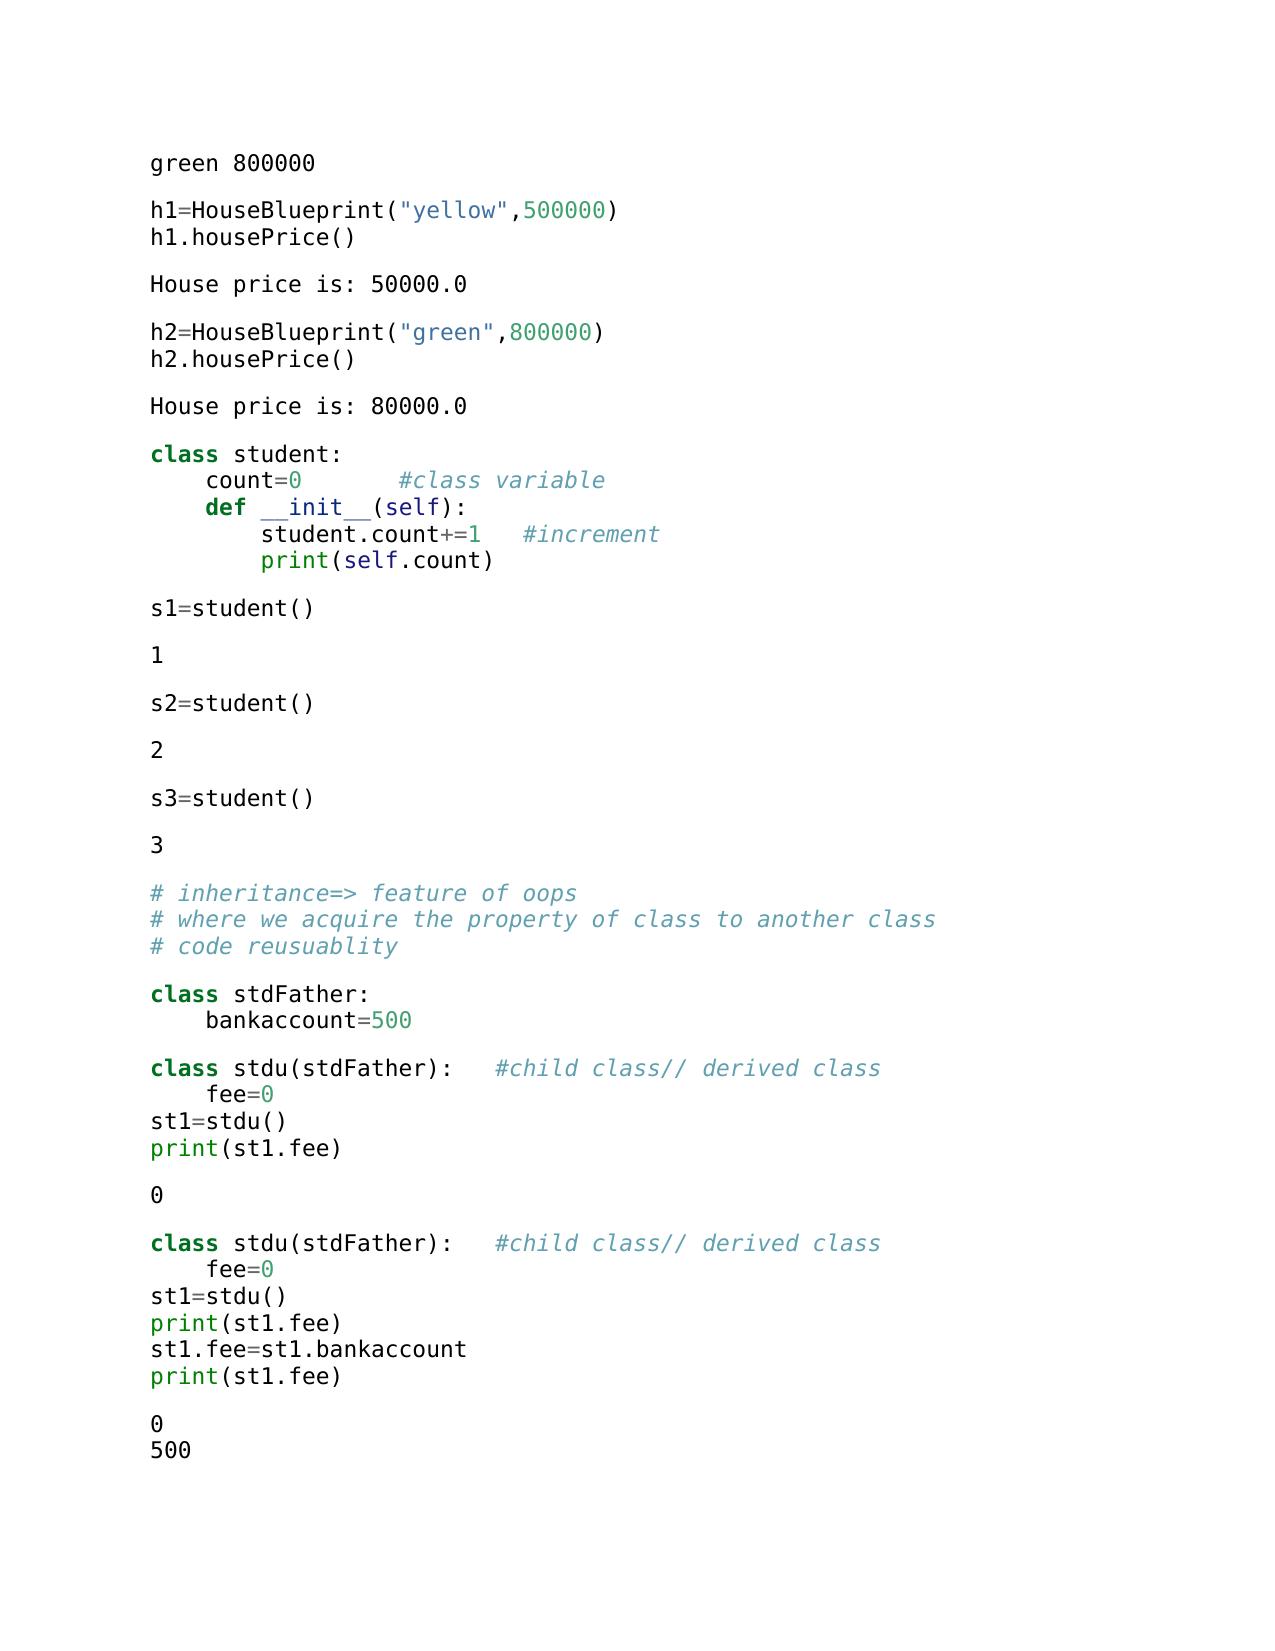 green 800000
h1=HouseBlueprint("yellow",500000)
h1.housePrice()
House price is: 50000.0
h2=HouseBlueprint("green",800000)
h2.housePrice()
House price is: 80000.0
class student:
    count=0       #class variable
    def __init__(self):
        student.count+=1   #increment
        print(self.count)
s1=student()
1
s2=student()
2
s3=student()
3
# inheritance=> feature of oops
# where we acquire the property of class to another class
# code reusuablity
class stdFather:
    bankaccount=500
class stdu(stdFather):   #child class// derived class
    fee=0
st1=stdu()
print(st1.fee)
0
class stdu(stdFather):   #child class// derived class
    fee=0
st1=stdu()
print(st1.fee)
st1.fee=st1.bankaccount
print(st1.fee)
0
500